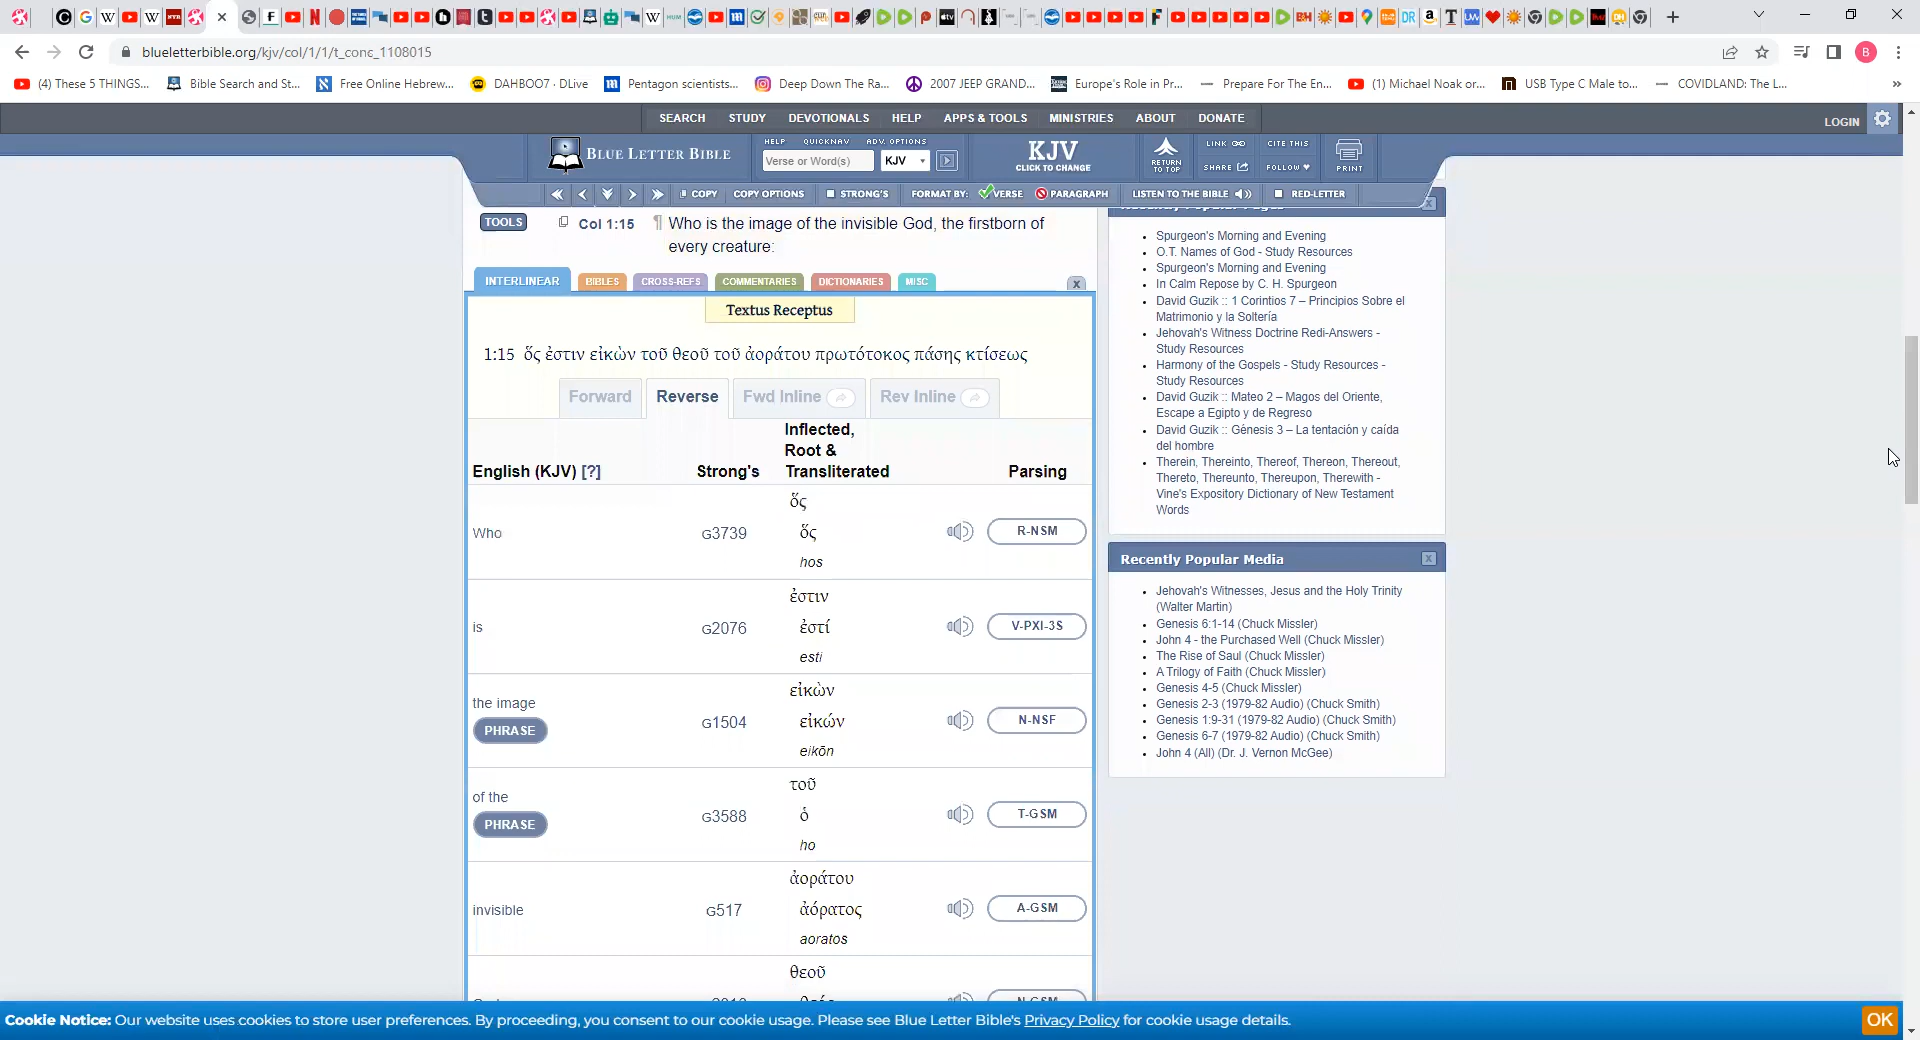 blueletterbible.org/kjv/col/1/1/t_conc_1108015
B
(4) These 5 THINGS...
Bible Search and St...
Free Online Hebrew...
DAHBOO7 · DLive
Pentagon scientists...
Deep Down The Ra...
2007 JEEP GRAND...
Europe's Role in Pr...
Prepare For The En...
(1) Michael Noak or...
USB Type C Male to...
COVIDLAND: The L...
SEARCH STUDY DEVOTIONALS HELP APPS & TOOLS MINISTRIES ABOUT DONATE
LOGIN
BLUE LETTER BIBLE
HELP QUICKNAV ADV. OPTIONS
Verse or Word(s) KJV
KJV
CLICK TO CHANGE
RETURN
TO TOP
LINK CITE THIS
SHARE FOLLOW
PRINT
COPY COPY OPTIONS STRONG'S FORMAT BY: VERSE PARAGRAPH LISTEN TO THE BIBLE RED-LETTER
TOOLS Col 1:15 ¶ Who is the image of the invisible God, the firstborn of
every creature:
INTERLINEAR BIBLES CROSS-REFS COMMENTARIES DICTIONARIES MISC x
Textus Receptus
1:15 ὅς ἐστιν εἰκὼν τοῦ θεοῦ τοῦ ἀοράτου πρωτότοκος πάσης κτίσεως
Forward Reverse Fwd Inline Rev Inline
English (KJV) [?] Strong's Inflected,
Root &
Transliterated Parsing
ὅς
Who G3739 ὅς R-NSM
hos
ἐστιν
is G2076 ἐστί V-PXI-3S
esti
εἰκὼν
the image G1504 εἰκών N-NSF
PHRASE eikōn
τοῦ
of the G3588 ὁ T-GSM
PHRASE ho
ἀοράτου
invisible G517 ἀόρατος A-GSM
aoratos
θεοῦ
Spurgeon's Morning and Evening
O.T. Names of God - Study Resources
Spurgeon's Morning and Evening
In Calm Repose by C. H. Spurgeon
David Guzik :: 1 Corintios 7 – Principios Sobre el
Matrimonio y la Soltería
Jehovah's Witness Doctrine Redi-Answers -
Study Resources
Harmony of the Gospels - Study Resources -
Study Resources
David Guzik :: Mateo 2 – Magos del Oriente,
Escape a Egipto y de Regreso
David Guzik :: Génesis 3 – La tentación y caída
del hombre
Therein, Thereinto, Thereof, Thereon, Thereout,
Thereto, Thereunto, Thereupon, Therewith -
Vine's Expository Dictionary of New Testament
Words
Recently Popular Media x
Jehovah's Witnesses, Jesus and the Holy Trinity
(Walter Martin)
Genesis 6:1-14 (Chuck Missler)
John 4 - the Purchased Well (Chuck Missler)
The Rise of Saul (Chuck Missler)
A Trilogy of Faith (Chuck Missler)
Genesis 4-5 (Chuck Missler)
Genesis 2-3 (1979-82 Audio) (Chuck Smith)
Genesis 1:9-31 (1979-82 Audio) (Chuck Smith)
Genesis 6-7 (1979-82 Audio) (Chuck Smith)
John 4 (All) (Dr. J. Vernon McGee)
Cookie Notice: Our website uses cookies to store user preferences. By proceeding, you consent to our cookie usage. Please see Blue Letter Bible's Privacy Policy for cookie usage details.
OK